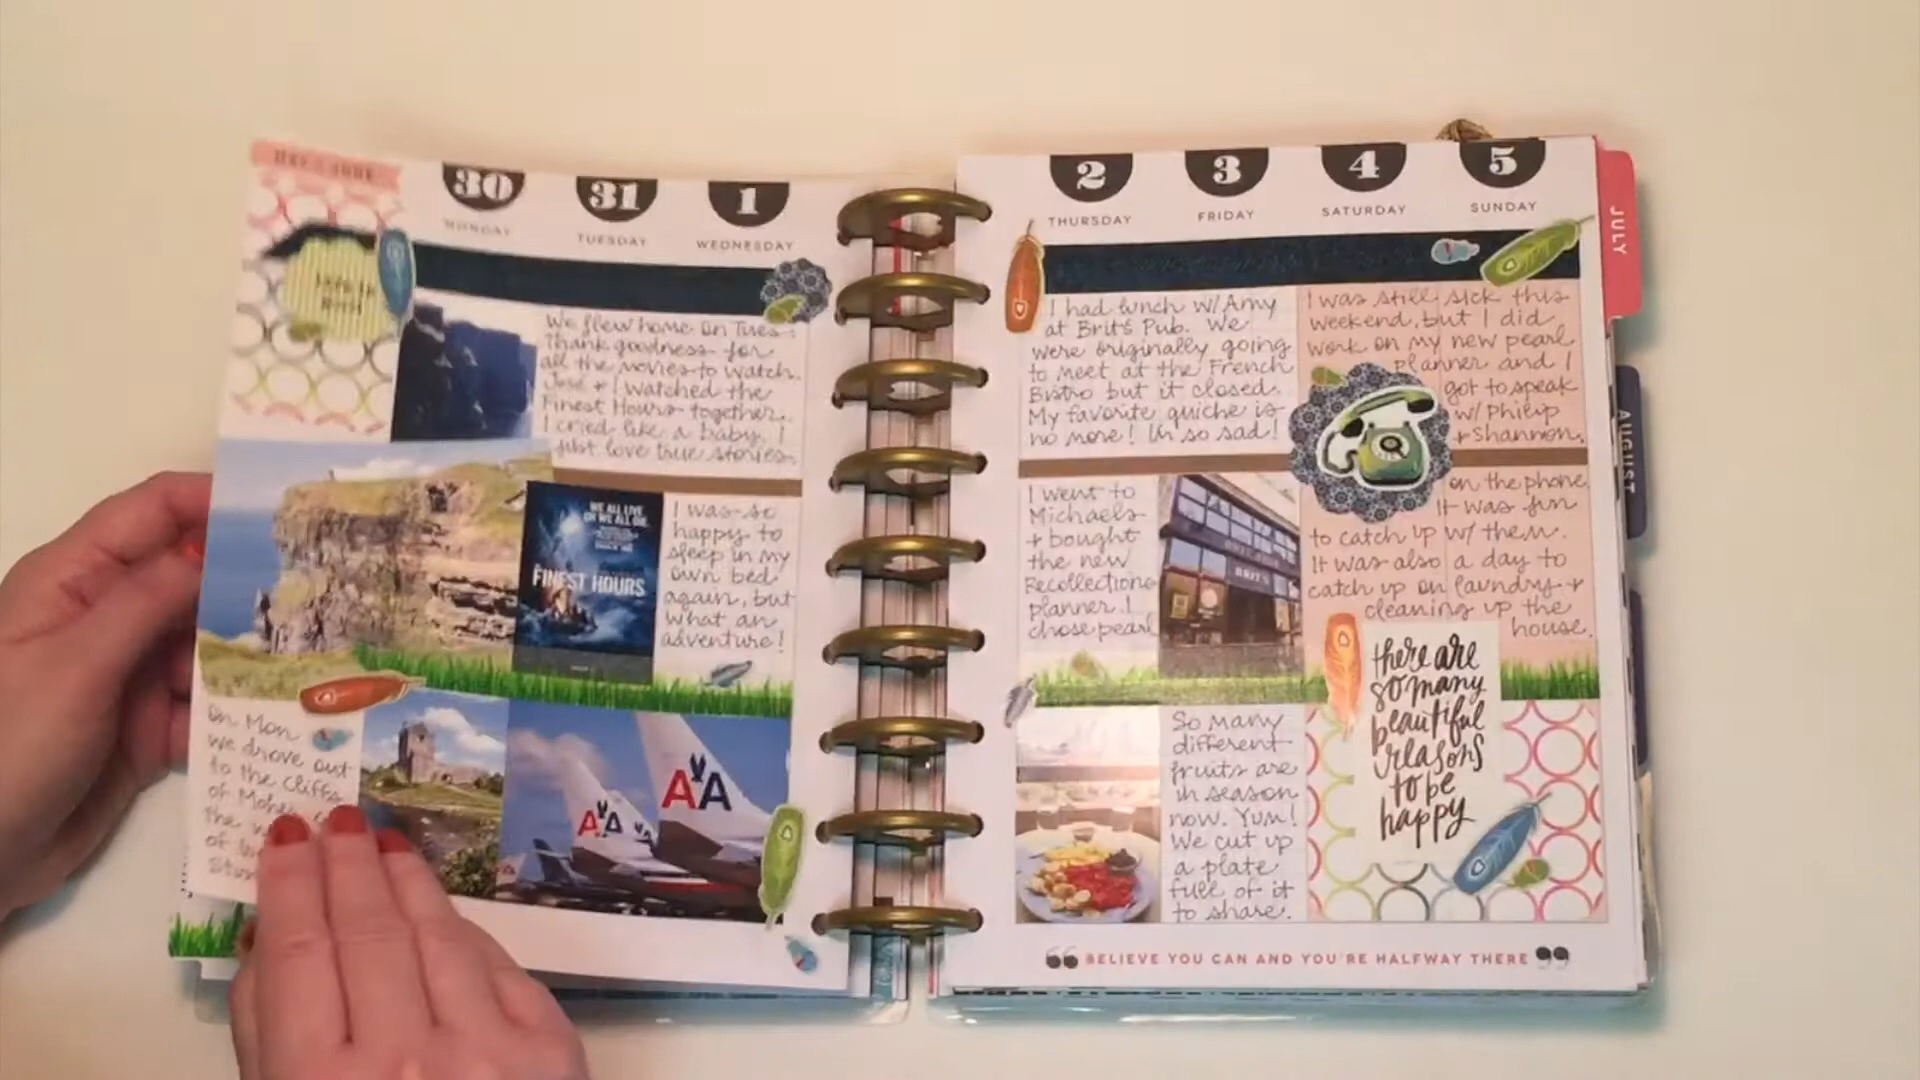 MAY - JUNE
30
MONDAY
31
TUESDAY
1
WEDNESDAY
We flew home on Tues.
Thank goodness for
all the movies to watch.
José + I watched the
Finest Hours together.
I cried like a baby. I
just love true stories.
WE ALL LIVE
OR WE ALL DIE.
FINEST HOURS
I was so
happy to
sleep in my
own bed
again, but
what an
adventure!
On Mon
we drove out
to the cliffs
of
the
of
AA
AA
2
THURSDAY
3
FRIDAY
4
SATURDAY
5
SUNDAY
I had lunch w/ Amy
at Brit's Pub. We
were originally going
to meet at the French
Bistro but it closed.
My favorite quiche is
no more! I'm so sad!
I was still sick this
weekend, but I did
work on my new pearl
planner and I
got to speak
w/ Philip
+ Shannon.
on the phone.
It was fun
to catch up w/ them.
It was also a day to
catch up on laundry +
cleaning up the
house.
I went to
Michaels
+ bought
the new
Recollections
planner. I
chose pearl
BRIT'S
So many
different
fruits are
in season
now. Yum!
We cut up
a plate
full of it
to share.
there are
so many
beautiful
reasons
to be
happy
BELIEVE YOU CAN AND YOU'RE HALFWAY THERE
JULY
AUGUST